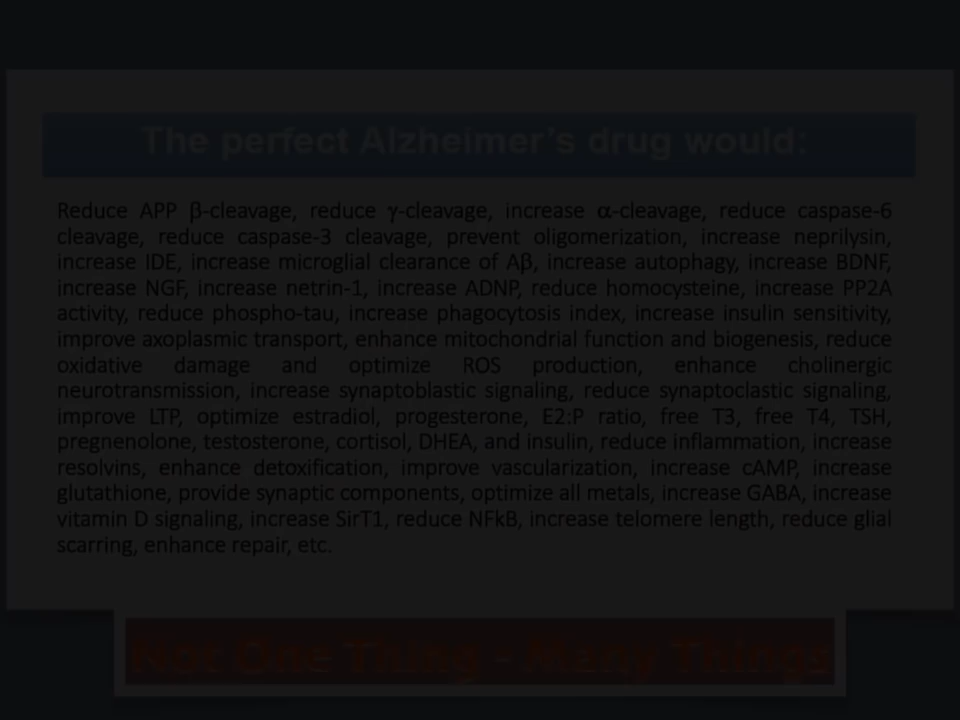 The perfect Alzheimer's drug would:
Reduce APP β-cleavage, reduce γ-cleavage, increase α-cleavage, reduce caspase-6
cleavage, reduce caspase-3 cleavage, prevent oligomerization, increase neprilysin,
increase IDE, increase microglial clearance of Aβ, increase autophagy, increase BDNF,
increase NGF, increase netrin-1, increase ADNP, reduce homocysteine, increase PP2A
activity, reduce phospho-tau, increase phagocytosis index, increase insulin sensitivity,
improve axoplasmic transport, enhance mitochondrial function and biogenesis, reduce
oxidative damage and optimize ROS production, enhance cholinergic
neurotransmission, increase synaptoblastic signaling, reduce synaptoclastic signaling,
improve LTP, optimize estradiol, progesterone, E2:P ratio, free T3, free T4, TSH,
pregnenolone, testosterone, cortisol, DHEA, and insulin, reduce inflammation, increase
resolvins, enhance detoxification, improve vascularization, increase cAMP, increase
glutathione, provide synaptic components, optimize all metals, increase GABA, increase
vitamin D signaling, increase SirT1, reduce NFkB, increase telomere length, reduce glial
scarring, enhance repair, etc.
Not One Thing - Many Things